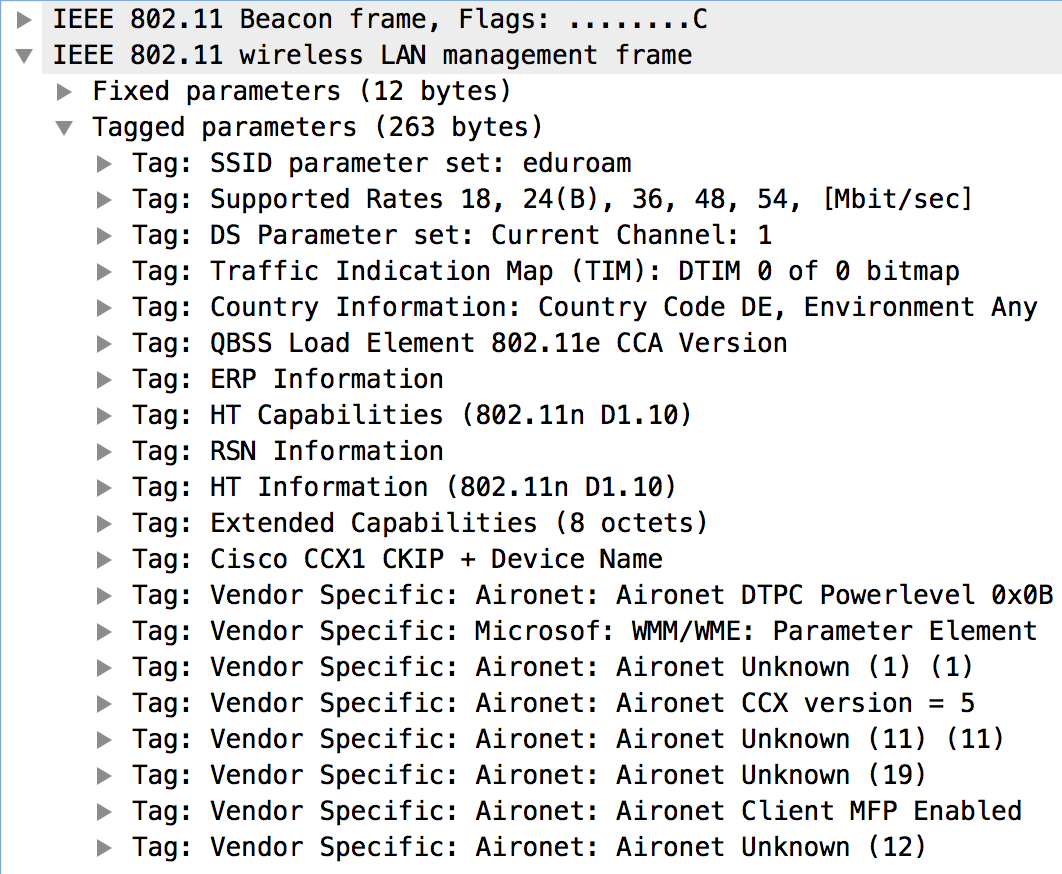 IEEE 802.11 Beacon frame, Flags: ........C
IEEE 802.11 wireless LAN management frame
Fixed parameters (12 bytes)
Tagged parameters (263 bytes)
Tag: SSID parameter set: eduroam
Tag: Supported Rates 18, 24(B), 36, 48, 54, [Mbit/sec]
Tag: DS Parameter set: Current Channel: 1
Tag: Traffic Indication Map (TIM): DTIM 0 of 0 bitmap
Tag: Country Information: Country Code DE, Environment Any
Tag: QBSS Load Element 802.11e CCA Version
Tag: ERP Information
Tag: HT Capabilities (802.11n D1.10)
Tag: RSN Information
Tag: HT Information (802.11n D1.10)
Tag: Extended Capabilities (8 octets)
Tag: Cisco CCX1 CKIP + Device Name
Tag: Vendor Specific: Aironet: Aironet DTPC Powerlevel 0x0B
Tag: Vendor Specific: Microsof: WMM/WME: Parameter Element
Tag: Vendor Specific: Aironet: Aironet Unknown (1) (1)
Tag: Vendor Specific: Aironet: Aironet CCX version = 5
Tag: Vendor Specific: Aironet: Aironet Unknown (11) (11)
Tag: Vendor Specific: Aironet: Aironet Unknown (19)
Tag: Vendor Specific: Aironet: Aironet Client MFP Enabled
Tag: Vendor Specific: Aironet: Aironet Unknown (12)